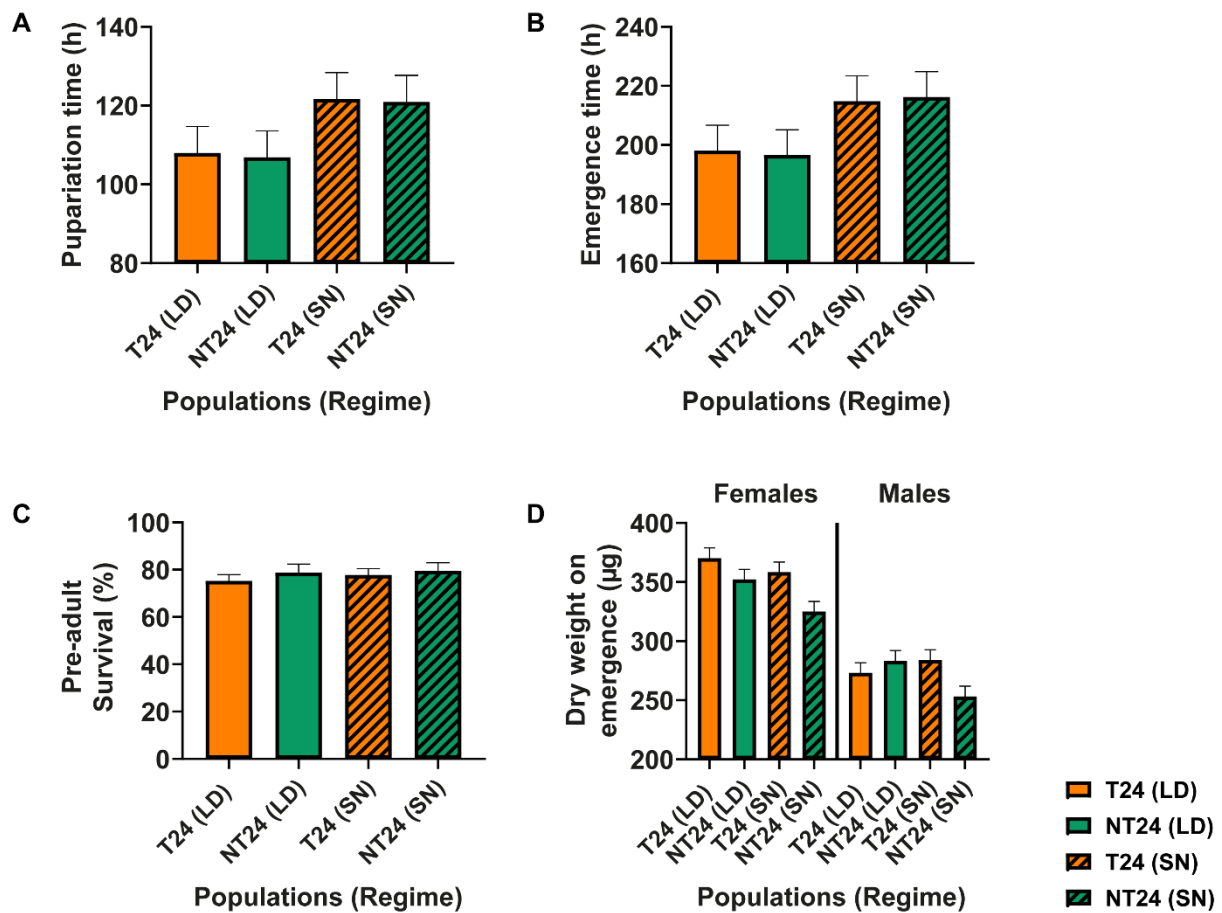 A
Pupariation time (h)
140
120
100
80
T24 (LD)
NT24 (LD)
T24 (SN)
NT24 (SN)
Populations (Regime)
B
Emergence time (h)
240
220
200
180
160
T24 (LD)
NT24 (LD)
T24 (SN)
NT24 (SN)
Populations (Regime)
C
Pre-adult
Survival (%)
100
80
60
40
20
0
T24 (LD)
NT24 (LD)
T24 (SN)
NT24 (SN)
Populations (Regime)
D
Females
Males
Dry weight on
emergence (µg)
400
350
300
250
200
T24 (LD)
NT24 (LD)
T24 (SN)
NT24 (SN)
T24 (LD)
NT24 (LD)
T24 (SN)
NT24 (SN)
Populations (Regime)
T24 (LD)
NT24 (LD)
T24 (SN)
NT24 (SN)